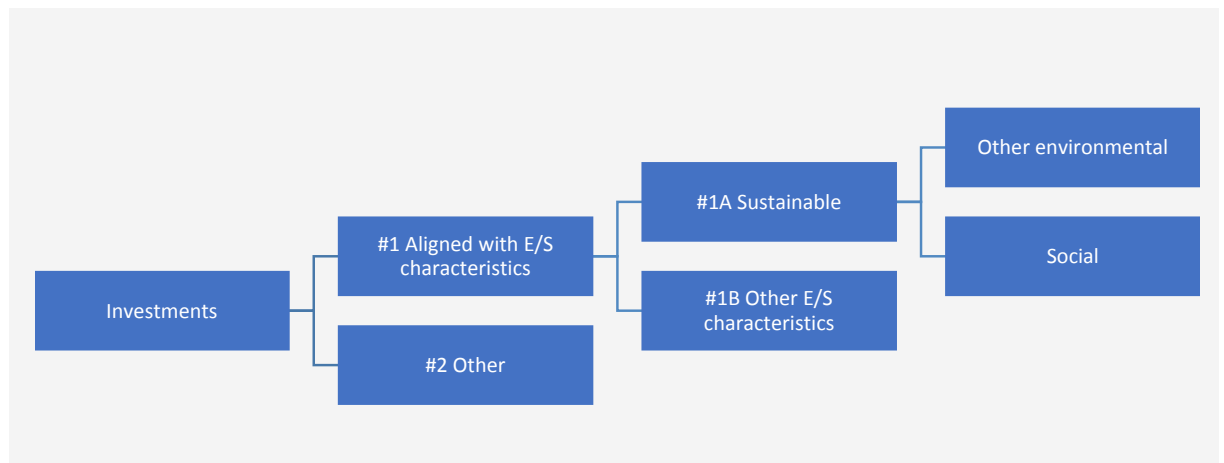 Investments
#1 Aligned with E/S
characteristics
#2 Other
#1A Sustainable
#1B Other E/S
characteristics
Other environmental
Social